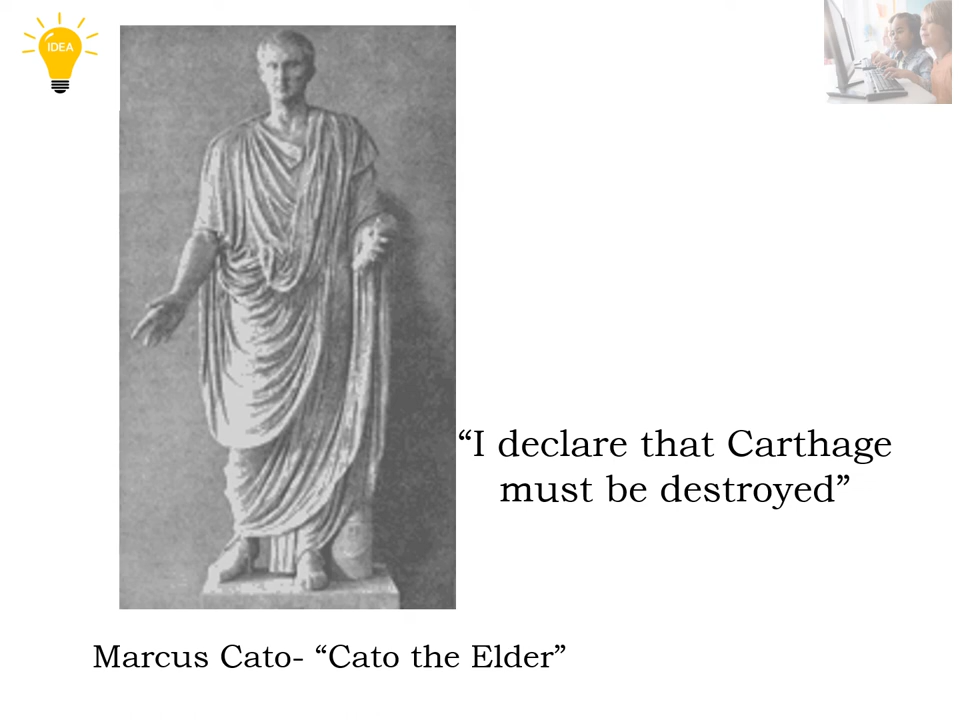 IDEA
“I declare that Carthage
must be destroyed”
Marcus Cato- “Cato the Elder”